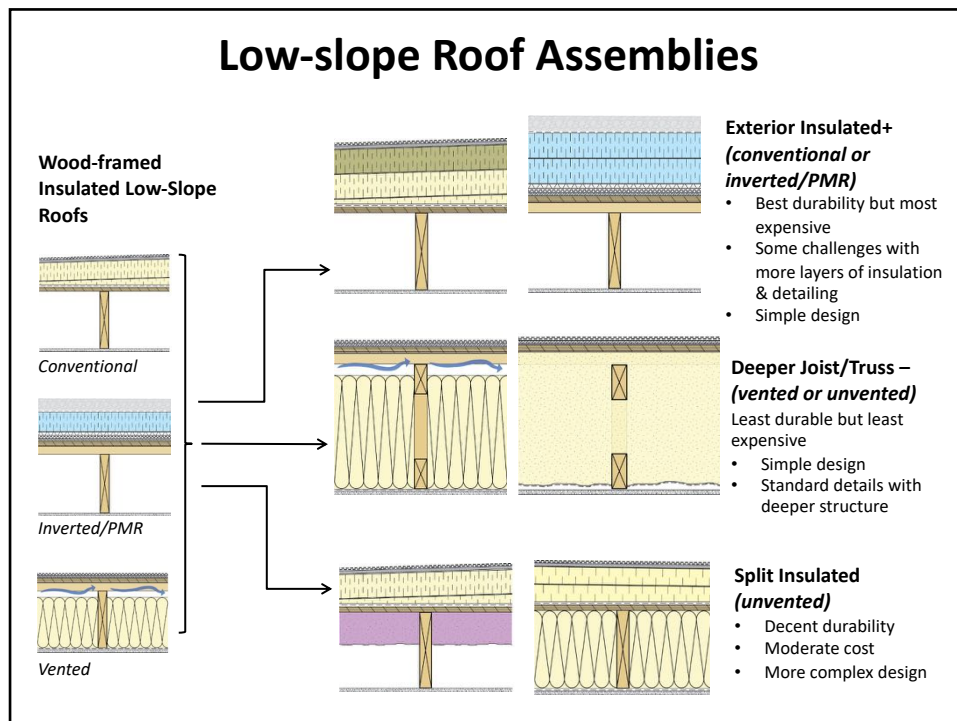 Low-slope Roof Assemblies
Wood-framed
Insulated Low-Slope
Roofs
Conventional
Inverted/PMR
Vented
Exterior Insulated+
(conventional or
inverted/PMR)
• Best durability but most
expensive
• Some challenges with
more layers of insulation
& detailing
• Simple design
Deeper Joist/Truss –
(vented or unvented)
Least durable but least
expensive
• Simple design
• Standard details with
deeper structure
Split Insulated
(unvented)
• Decent durability
• Moderate cost
• More complex design